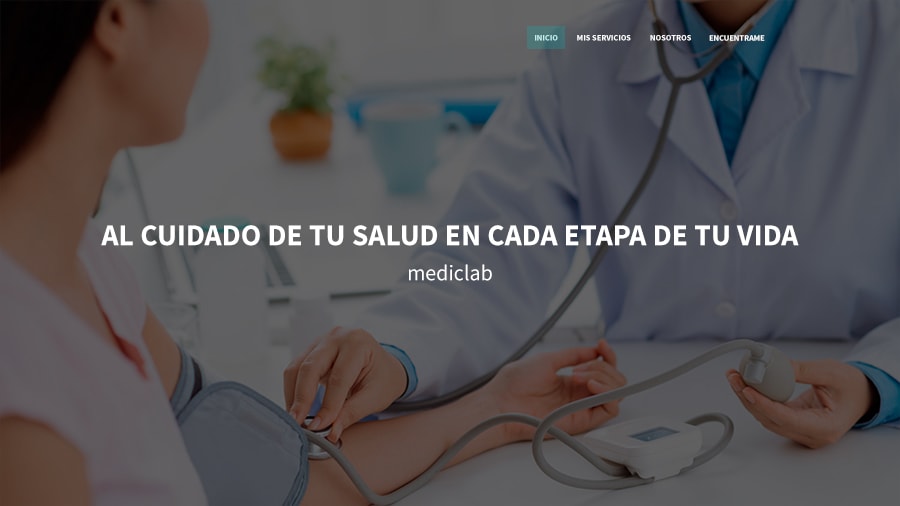 INICIO MIS SERVICIOS NOSOTROS ENCUENTRAME
AL CUIDADO DE TU SALUD EN CADA ETAPA DE TU VIDA
mediclab